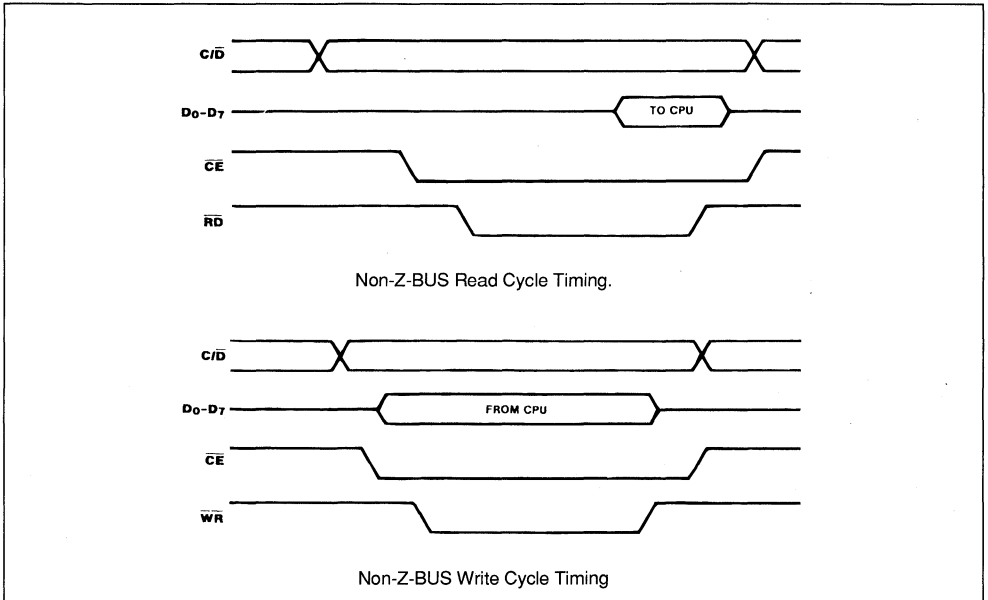 C/D̅
D0-D7
TO CPU
C̅E̅
R̅D̅
Non-Z-BUS Read Cycle Timing.
C/D̅
D0-D7
FROM CPU
C̅E̅
W̅R̅
Non-Z-BUS Write Cycle Timing